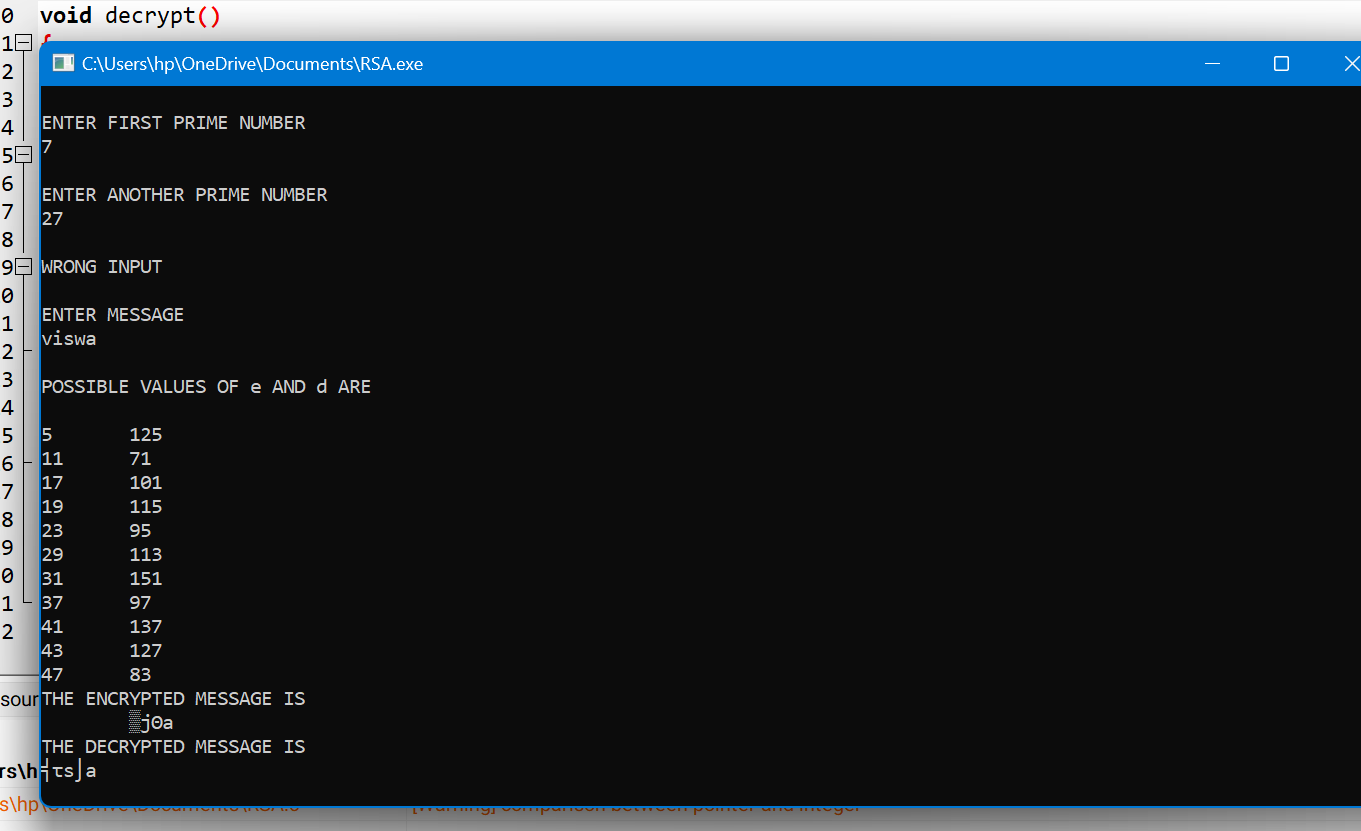 0 void decrypt()
1
C:\Users\hp\OneDrive\Documents\RSA.exe
2
3
4
5
6
7
8
9
0
1
2
3
4
5
6
7
8
9
0
1
2
ENTER FIRST PRIME NUMBER
7
ENTER ANOTHER PRIME NUMBER
27
WRONG INPUT
ENTER MESSAGE
viswa
POSSIBLE VALUES OF e AND d ARE
5 125
11 71
17 101
19 115
23 95
29 113
31 151
37 97
41 137
43 127
47 83
THE ENCRYPTED MESSAGE IS
▒j0a
THE DECRYPTED MESSAGE IS
╡τs⌡a
sour
rs\h
s\hp\OneDrive\Documents\RSA.c [Warning] comparison between pointer and integer